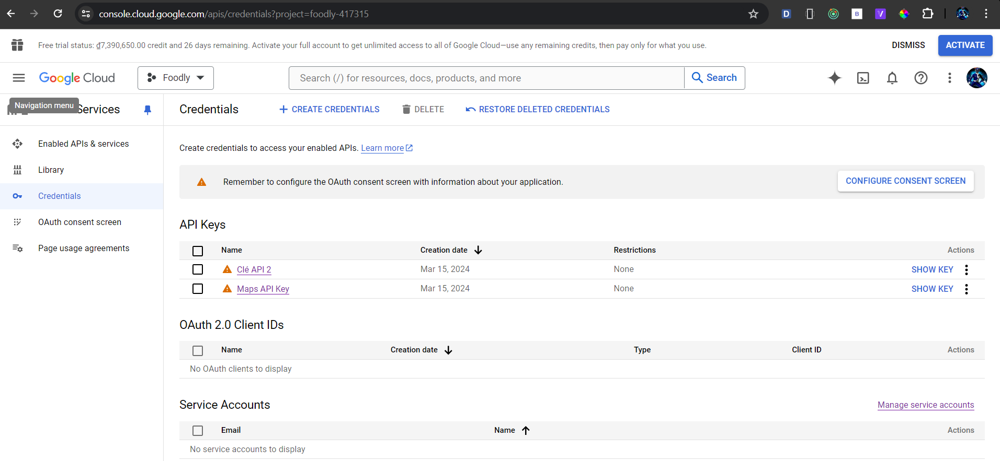 console.cloud.google.com/apis/credentials?project=foodly-417315
Free trial status: ₫7,390,650.00 credit and 26 days remaining. Activate your full account to get unlimited access to all of Google Cloud—use any remaining credits, then pay only for what you use.
DISMISS
ACTIVATE
Google Cloud
Foodly
Search (/) for resources, docs, products, and more
Search
Navigation menu
Services
Credentials
CREATE CREDENTIALS
DELETE
RESTORE DELETED CREDENTIALS
Enabled APIs & services
Library
Credentials
OAuth consent screen
Page usage agreements
Create credentials to access your enabled APIs. Learn more
Remember to configure the OAuth consent screen with information about your application.
CONFIGURE CONSENT SCREEN
API Keys
Name Creation date Restrictions Actions
Clé API 2 Mar 15, 2024 None SHOW KEY
Maps API Key Mar 15, 2024 None SHOW KEY
OAuth 2.0 Client IDs
Name Creation date Type Client ID Actions
No OAuth clients to display
Service Accounts
Manage service accounts
Email Name Actions
No service accounts to display